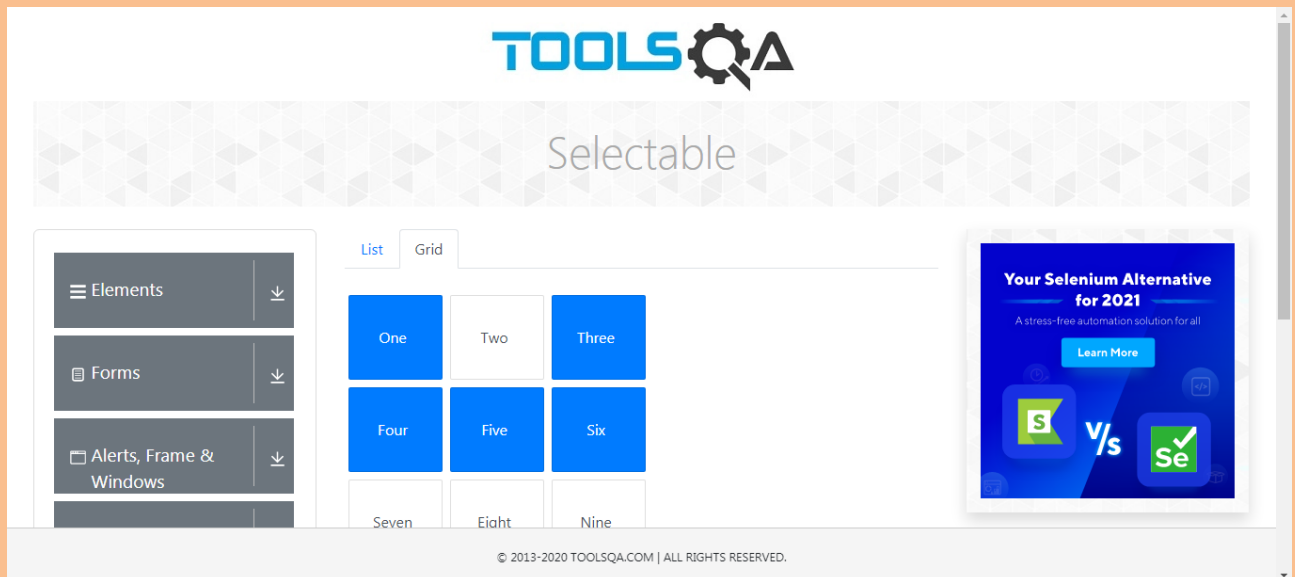 TOOLSQA
Selectable
Elements
Forms
Alerts, Frame &
Windows
List Grid
One Two Three
Four Five Six
Seven Eight Nine
Your Selenium Alternative
for 2021
A stress-free automation solution for all
Learn More
S
V/s
Se
© 2013-2020 TOOLSQA.COM | ALL RIGHTS RESERVED.